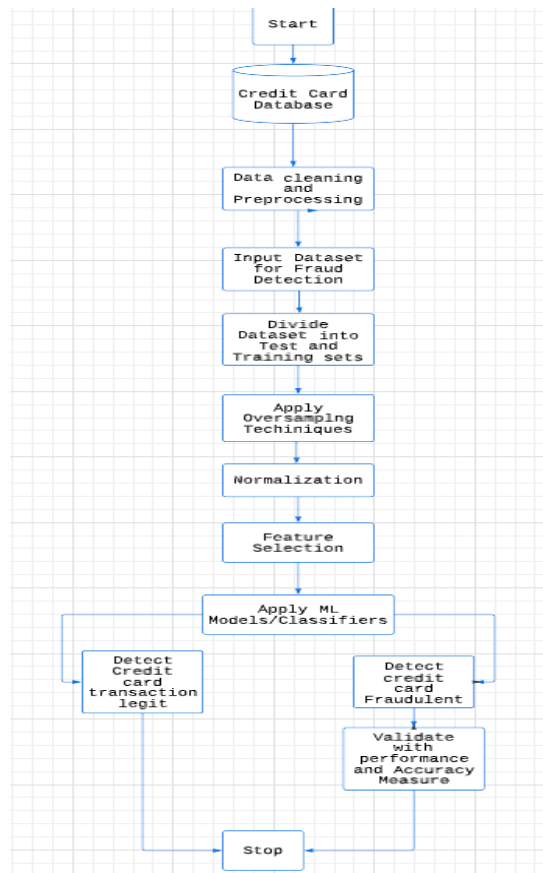 Start
Credit Card
Database
Data cleaning
and
Preprocessing
Input Dataset
for Fraud
Detection
Divide
Dataset into
Test and
Training sets
Apply
Oversamplng
Techiniques
Normalization
Feature
Selection
Apply ML
Models/Classifiers
Detect
Credit
card
transaction
legit
Detect
credit
card
Fraudulent
Validate
with
performance
and Accuracy
Measure
Stop